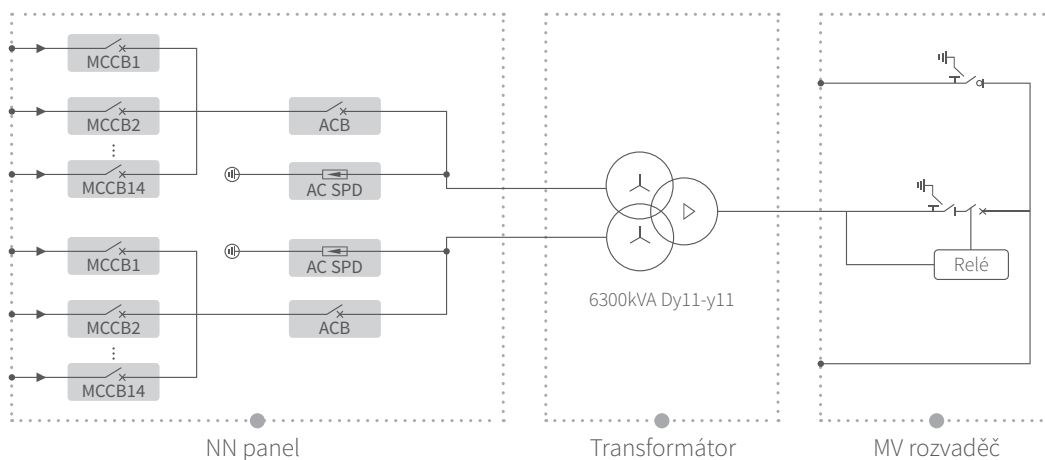 MCCB1
MCCB2
MCCB14
ACB
AC SPD
MCCB1
MCCB2
MCCB14
AC SPD
ACB
6300kVA Dy11-y11
Relé
NN panel
Transformátor
MV rozvaděč